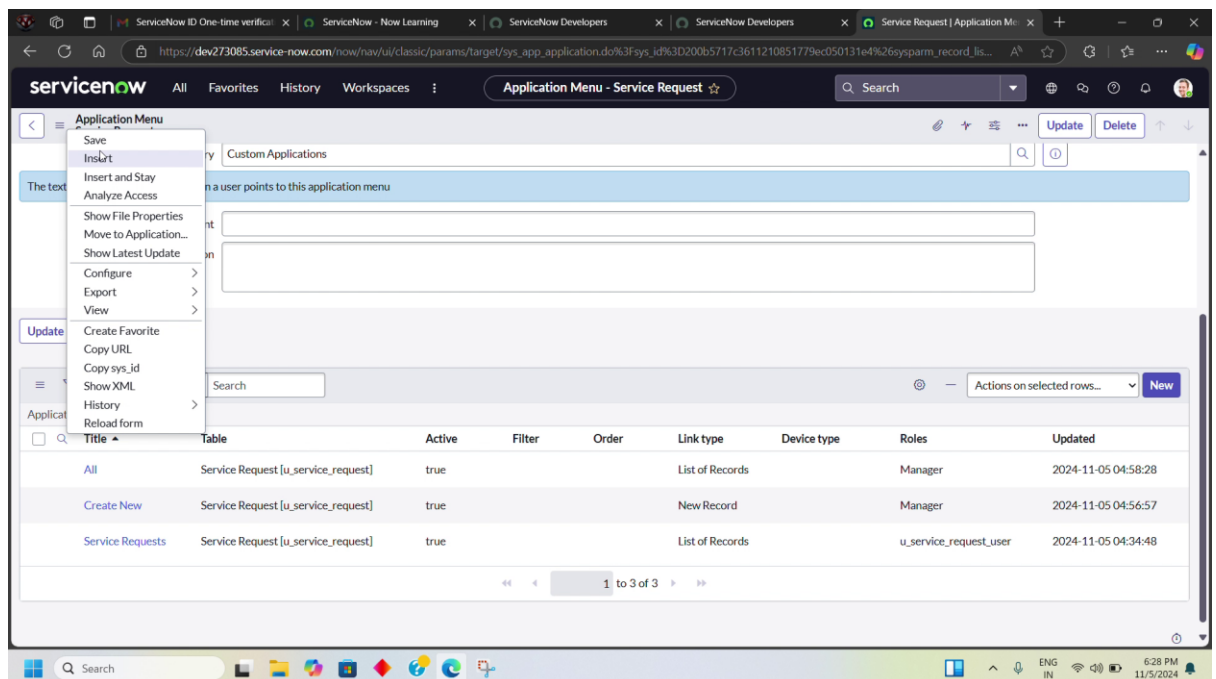 ServiceNow ID One-time verificat
ServiceNow - Now Learning
ServiceNow Developers
ServiceNow Developers
Service Request | Application Me
https://dev273085.service-now.com/now/nav/ui/classic/params/target/sys_app_application.do%3Fsys_id%3D200b5717c3611210851779ec050131e4%26sysparm_record_lis...
servicenow All Favorites History Workspaces Application Menu - Service Request Search
Application Menu
Update Delete
Save
Insert
ry Custom Applications
Insert and Stay
The text n a user points to this application menu
Analyze Access
Show File Properties
nt
Move to Application...
Show Latest Update
on
Configure
Export
View
Update Create Favorite
Copy URL
Copy sys_id
Show XML Search Actions on selected rows... New
History
Applicat
Reload form
Title Table Active Filter Order Link type Device type Roles Updated
All Service Request [u_service_request] true List of Records Manager 2024-11-05 04:58:28
Create New Service Request [u_service_request] true New Record Manager 2024-11-05 04:56:57
Service Requests Service Request [u_service_request] true List of Records u_service_request_user 2024-11-05 04:34:48
1 to 3 of 3
Search ENG IN 6:28 PM 11/5/2024